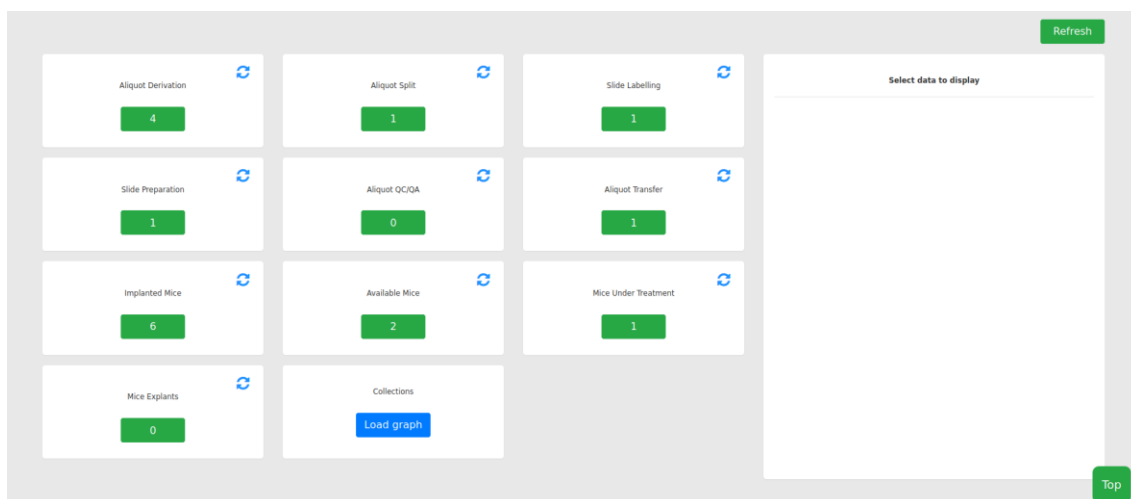 Refresh
Aliquot Derivation
4
Aliquot Split
1
Slide Labelling
1
Select data to display
Slide Preparation
1
Aliquot QC/QA
0
Aliquot Transfer
1
Implanted Mice
6
Available Mice
2
Mice Under Treatment
1
Mice Explants
0
Collections
Load graph
Top